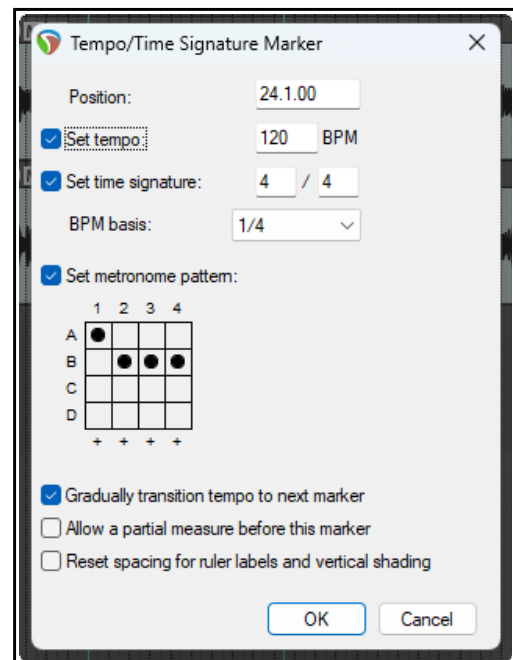 Tempo/Time Signature Marker
Position: 24.1.00
Set tempo: 120 BPM
Set time signature: 4 / 4
BPM basis: 1/4
Set metronome pattern:
1 2 3 4
A
B
C
D
+ + + +
Gradually transition tempo to next marker
Allow a partial measure before this marker
Reset spacing for ruler labels and vertical shading
OK Cancel